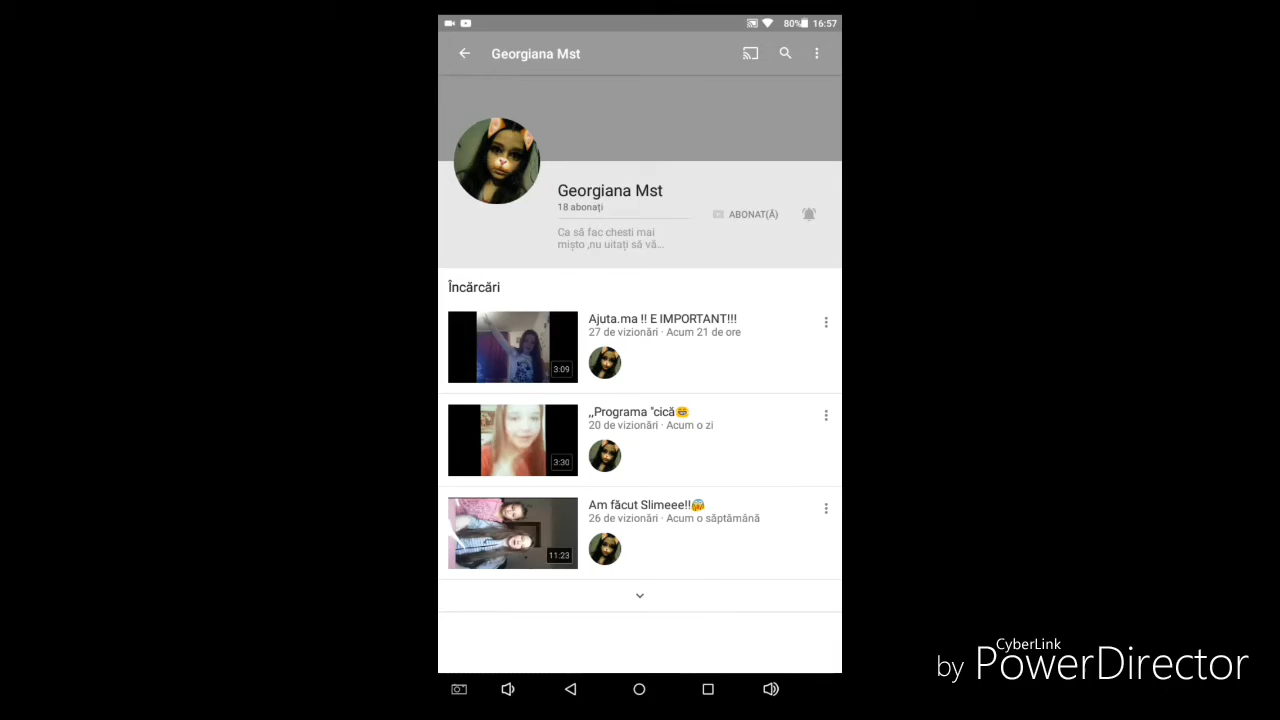 80% 16:57
Georgiana Mst
Georgiana Mst
18 abonați
ABONAT(Ă)
Ca să fac chesti mai
mișto ,nu uitați să vă...
Încărcări
Ajuta.ma !! E IMPORTANT!!!
27 de vizionări · Acum 21 de ore
3:09
,,Programa "cică😁
20 de vizionări · Acum o zi
3:30
Am făcut Slimeee!!😱
26 de vizionări · Acum o săptămână
11:23
CyberLink
by PowerDirector